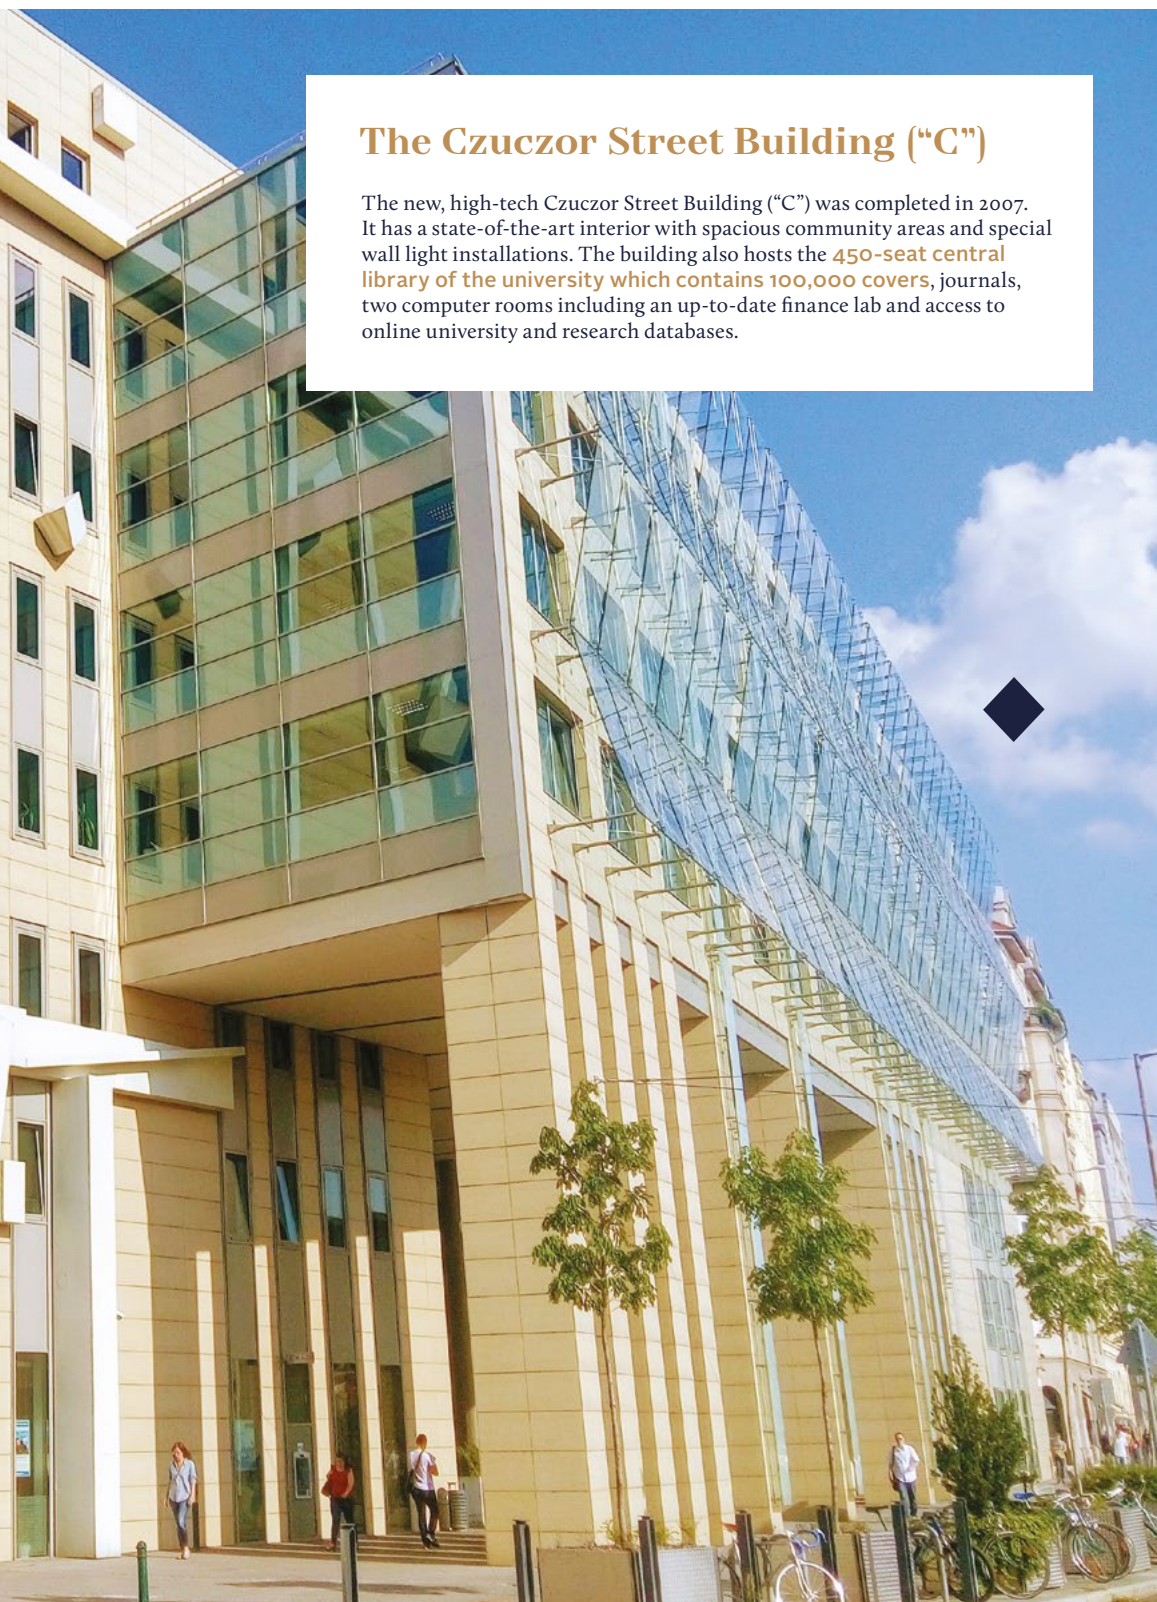 The Czuczor Street Building (“C”)
The new, high-tech Czuczor Street Building (“C”) was completed in 2007.
It has a state-of-the-art interior with spacious community areas and special
wall light installations. The building also hosts the 450-seat central
library of the university which contains 100,000 covers, journals,
two computer rooms including an up-to-date finance lab and access to
online university and research databases.